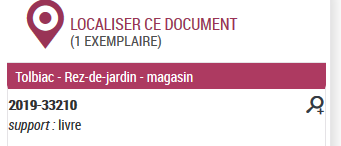 LOCALISER CE DOCUMENT
(1 EXEMPLAIRE)
Tolbiac - Rez-de-jardin - magasin
2019-33210
support : livre